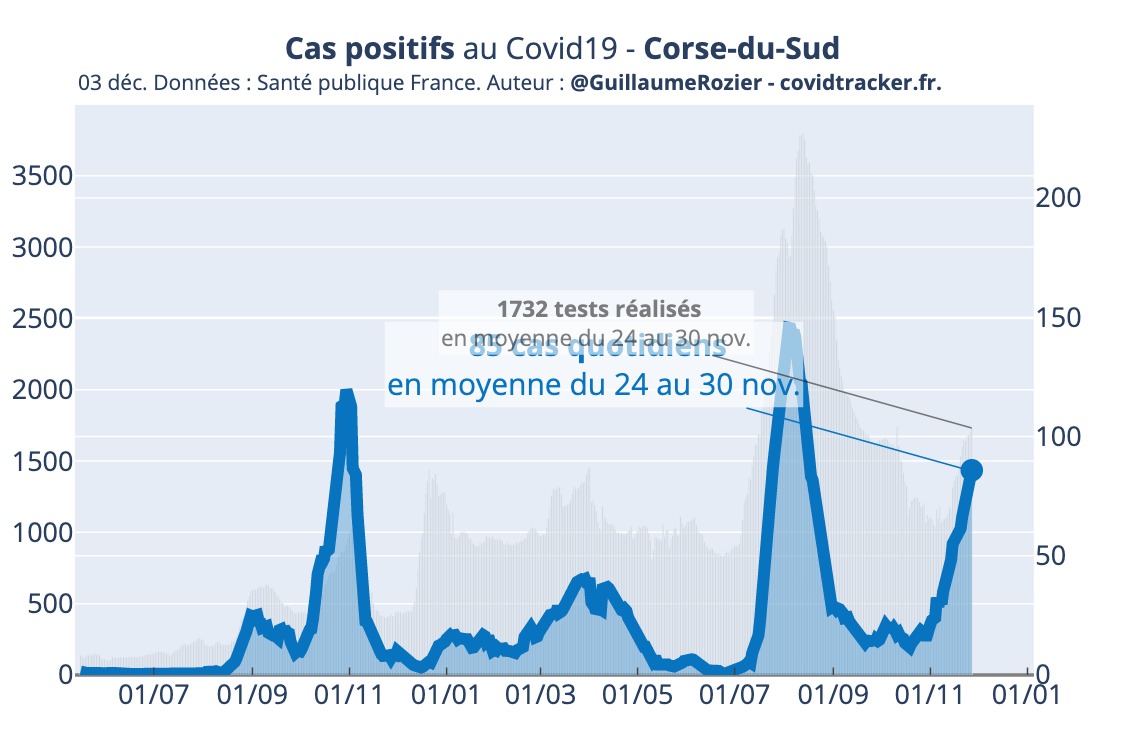 Cas positifs au Covid19 - Corse-du-Sud
03 déc. Données : Santé publique France. Auteur : @GuillaumeRozier - covidtracker.fr.
3500
3000
2500
2000
1500
1000
500
0
200
150
100
50
0
1732 tests réalisés
en moyenne du 24 au 30 nov.
85 cas quotidiens
en moyenne du 24 au 30 nov.
01/07 01/09 01/11 01/01 01/03 01/05 01/07 01/09 01/11 01/01